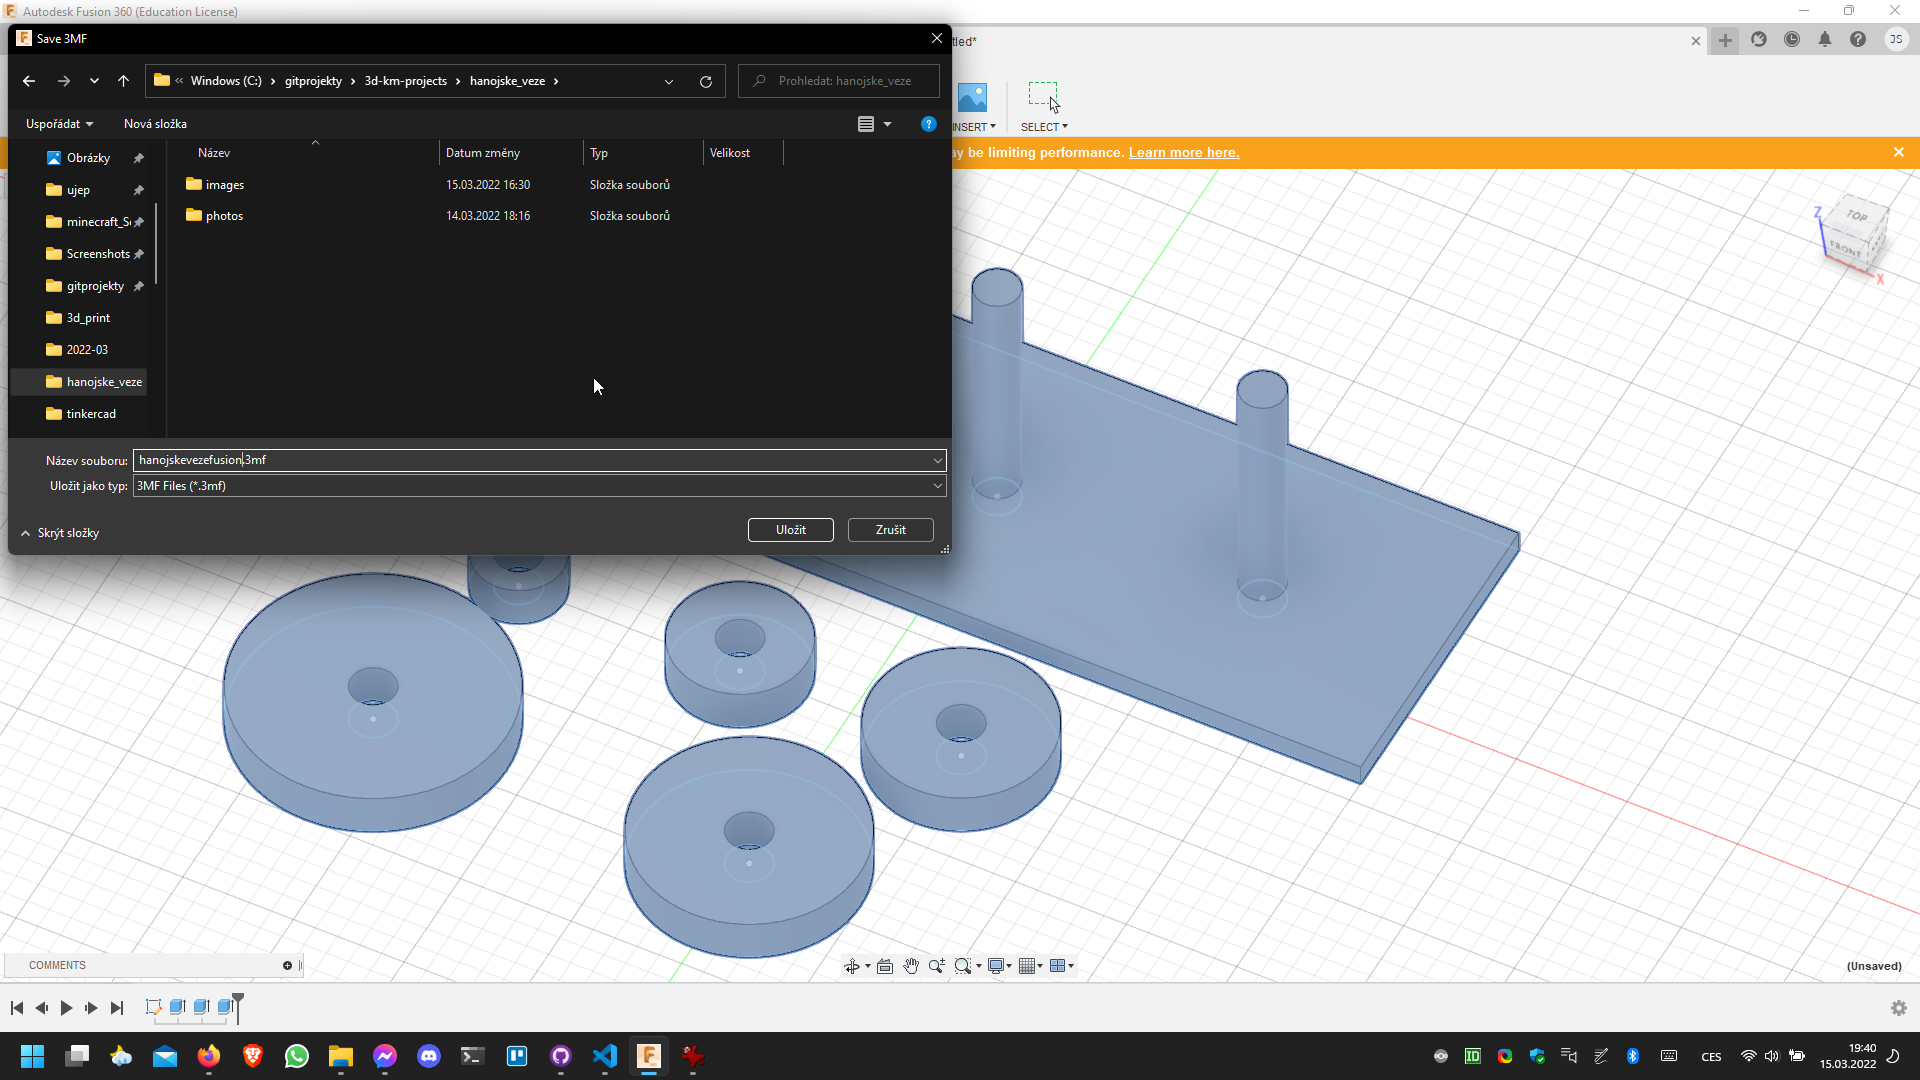 Autodesk Fusion 360 (Education License)
Save 3MF
tled*
JS
Windows (C:) gitprojekty 3d-km-projects hanojske_veze
Prohledat: hanojske_veze
Uspořádat
Nová složka
INSERT
SELECT
ay be limiting performance. Learn more here.
Název
Datum změny
Typ
Velikost
Obrázky
ujep
minecraft_S
Screenshots
gitprojekty
3d_print
2022-03
hanojske_veze
tinkercad
images 15.03.2022 16:30 Složka souborů
photos 14.03.2022 18:16 Složka souborů
TOP
FRONT
Z
X
Název souboru: hanojskevezefusion.3mf
Uložit jako typ: 3MF Files (*.3mf)
Skrýt složky
Uložit
Zrušit
COMMENTS
(Unsaved)
ID
CES
19:40
15.03.2022